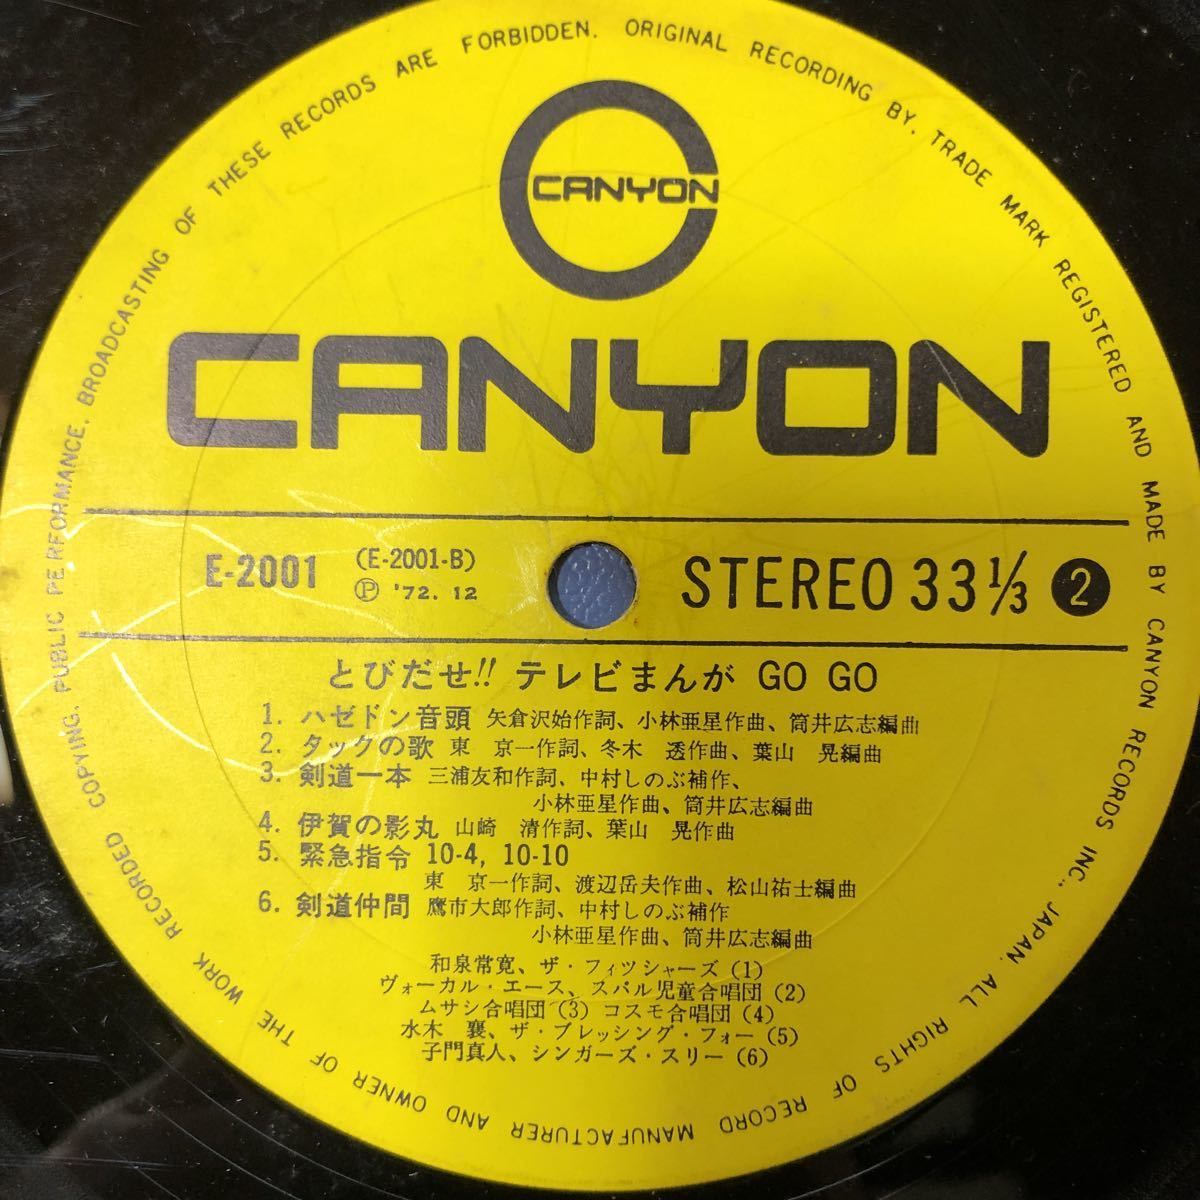 COPYING, PUBLIC PERFORMANCE, BROADCASTING OF THESE RECORDS ARE FORBIDDEN. ORIGINAL RECORDING BY, TRADE MARK REGISTERED AND MADE BY CANYON RECORDS INC., JAPAN. ALL RIGHTS OF RECORD MANUFACTURER AND OWNER OF THE WORK RECORDED
CANYON
CANYON
E-2001 (E-2001-B) STEREO 33⅓ 2
Ⓟ '72. 12
とびだせ!! テレビまんが GO GO
1. ハゼドン音頭 矢倉沢始作詞、小林亜星作曲、筒井広志編曲
2. タックの歌 東 京一作詞、冬木 透作曲、葉山 晃編曲
3. 剣道一本 三浦友和作詞、中村しのぶ補作、
小林亜星作曲、筒井広志編曲
4. 伊賀の影丸 山崎 清作詞、葉山 晃作曲
5. 緊急指令 10-4, 10-10
東 京一作詞、渡辺岳夫作曲、松山祐士編曲
6. 剣道仲間 鷹市大郎作詞、中村しのぶ補作
小林亜星作曲、筒井広志編曲
和泉常寛、ザ・フィッシャーズ (1)
ヴォーカル・エース、スバル児童合唱団 (2)
ムサシ合唱団 (3) コスモ合唱団 (4)
水木 襄、ザ・ブレッシング・フォー (5)
子門真人、シンガーズ・スリー (6)